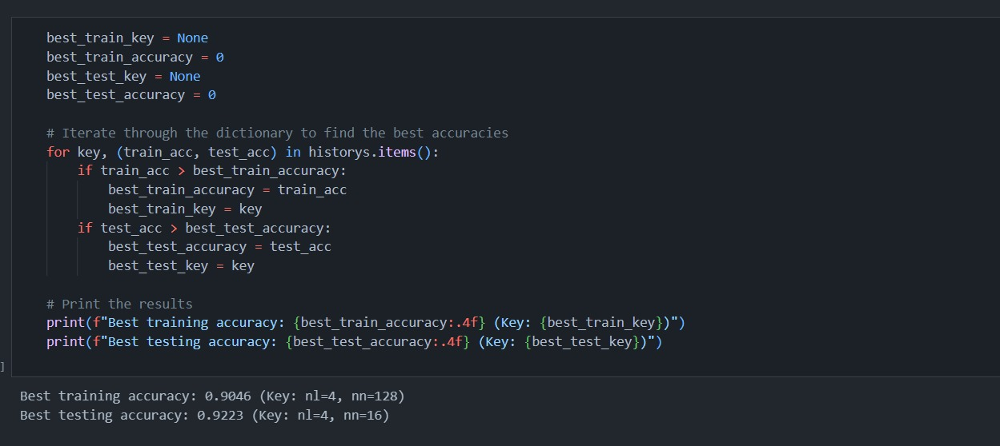 best_train_key = None
best_train_accuracy = 0
best_test_key = None
best_test_accuracy = 0

# Iterate through the dictionary to find the best accuracies
for key, (train_acc, test_acc) in historys.items():
    if train_acc > best_train_accuracy:
        best_train_accuracy = train_acc
        best_train_key = key
    if test_acc > best_test_accuracy:
        best_test_accuracy = test_acc
        best_test_key = key

# Print the results
print(f"Best training accuracy: {best_train_accuracy:.4f} (Key: {best_train_key})")
print(f"Best testing accuracy: {best_test_accuracy:.4f} (Key: {best_test_key})")
]
Best training accuracy: 0.9046 (Key: nl=4, nn=128)
Best testing accuracy: 0.9223 (Key: nl=4, nn=16)